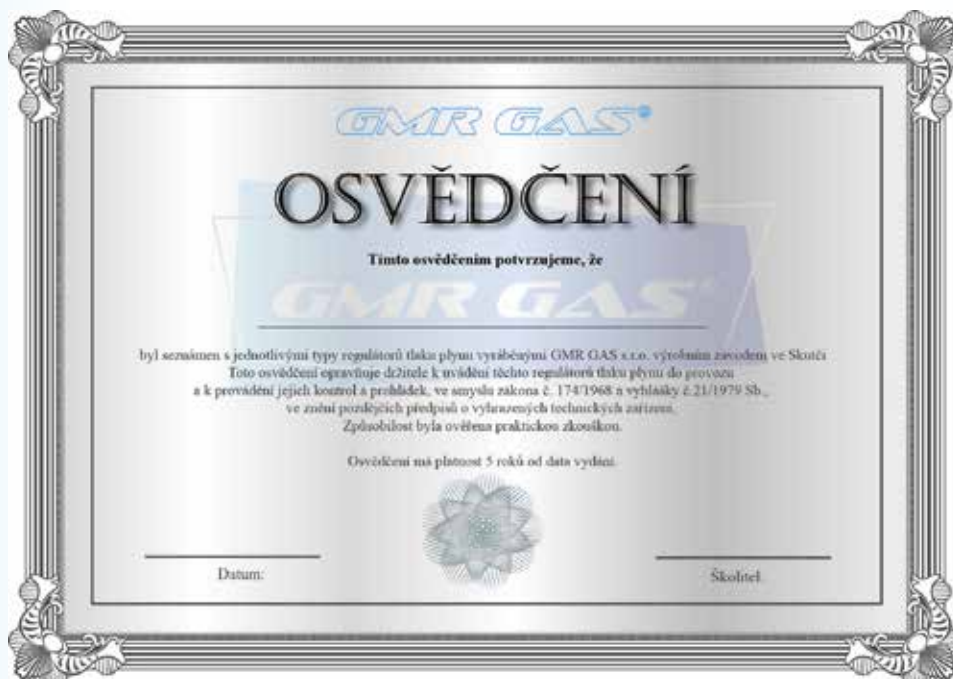 GMR GAS®
OSVĚDČENÍ
Tímto osvědčením potvrzujeme, že
GMR GAS
byl seznámen s jednotlivými typy regulátorů tlaku plynu vyráběnými GMR GAS s.r.o. výrobním závodem ve Skutči
Toto osvědčení opravňuje držitele k uvádění těchto regulátorů tlaku plynu do provozu
a k provádění jejich kontrol a prohlídek, ve smyslu zákona č. 174/1968 a vyhlášky č.21/1979 Sb.,
ve znění pozdějších předpisů o vyhrazených technických zařízení.
Způsobilost byla ověřena praktickou zkouškou.
Osvědčení má platnost 5 roků od data vydání.
Datum:
Školitel